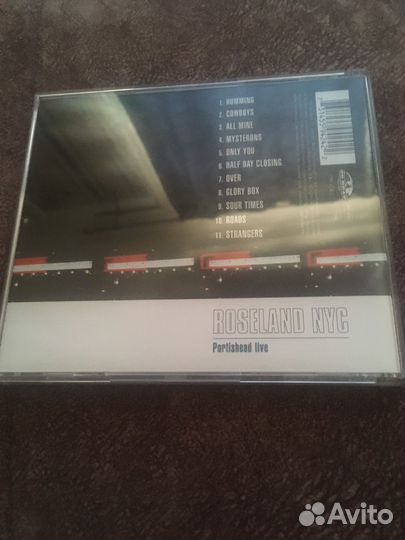 1. HUMMING
2. COWBOYS
3. ALL MINE
4. MYSTERONS
5. ONLY YOU
6. HALF DAY CLOSING
7. OVER
8. GLORY BOX
9. SOUR TIMES
10. ROADS
11. STRANGERS
ROSELAND NYC
Portishead live
Avito